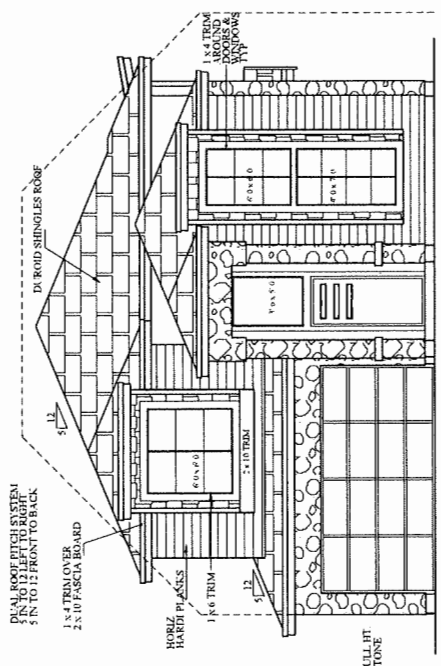 DUAL ROOF PITCH SYSTEM
5 IN TO 12 LEFT TO RIGHT
5 IN TO 12 FRONT TO BACK
1 x 4 TRIM OVER
2 x 10 FASCIA BOARD
12
5
DUROID SHINGLES ROOF
1 x 4 TRIM
AROUND
DOORS &
WINDOWS
TYP
HORIZ
HARDI PLANKS
1 x 6 TRIM
2 x 10 TRIM
12
5
ULL HT.
TONE